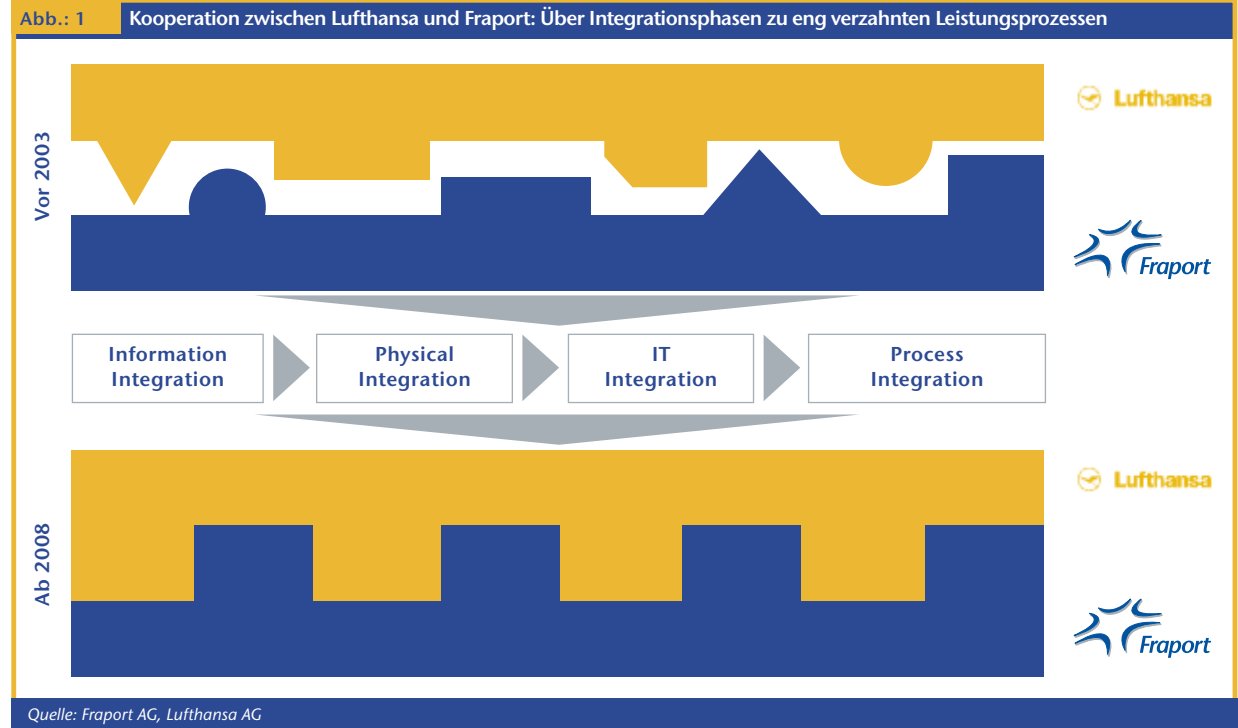 Abb.: 1
Kooperation zwischen Lufthansa und Fraport: Über Integrationsphasen zu eng verzahnten Leistungsprozessen
Vor 2003
Lufthansa
Fraport
Information
Integration
Physical
Integration
IT
Integration
Process
Integration
Ab 2008
Lufthansa
Fraport
Quelle: Fraport AG, Lufthansa AG